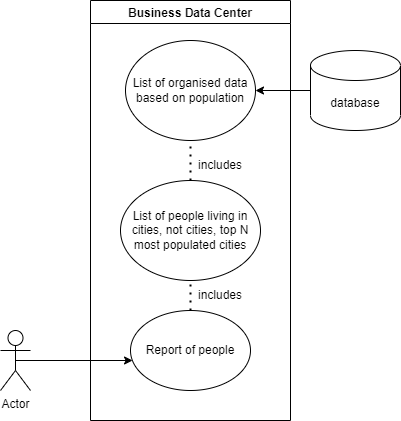 Business Data Center
List of organised data
based on population
database
includes
List of people living in
cities, not cities, top N
most populated cities
includes
Report of people
Actor